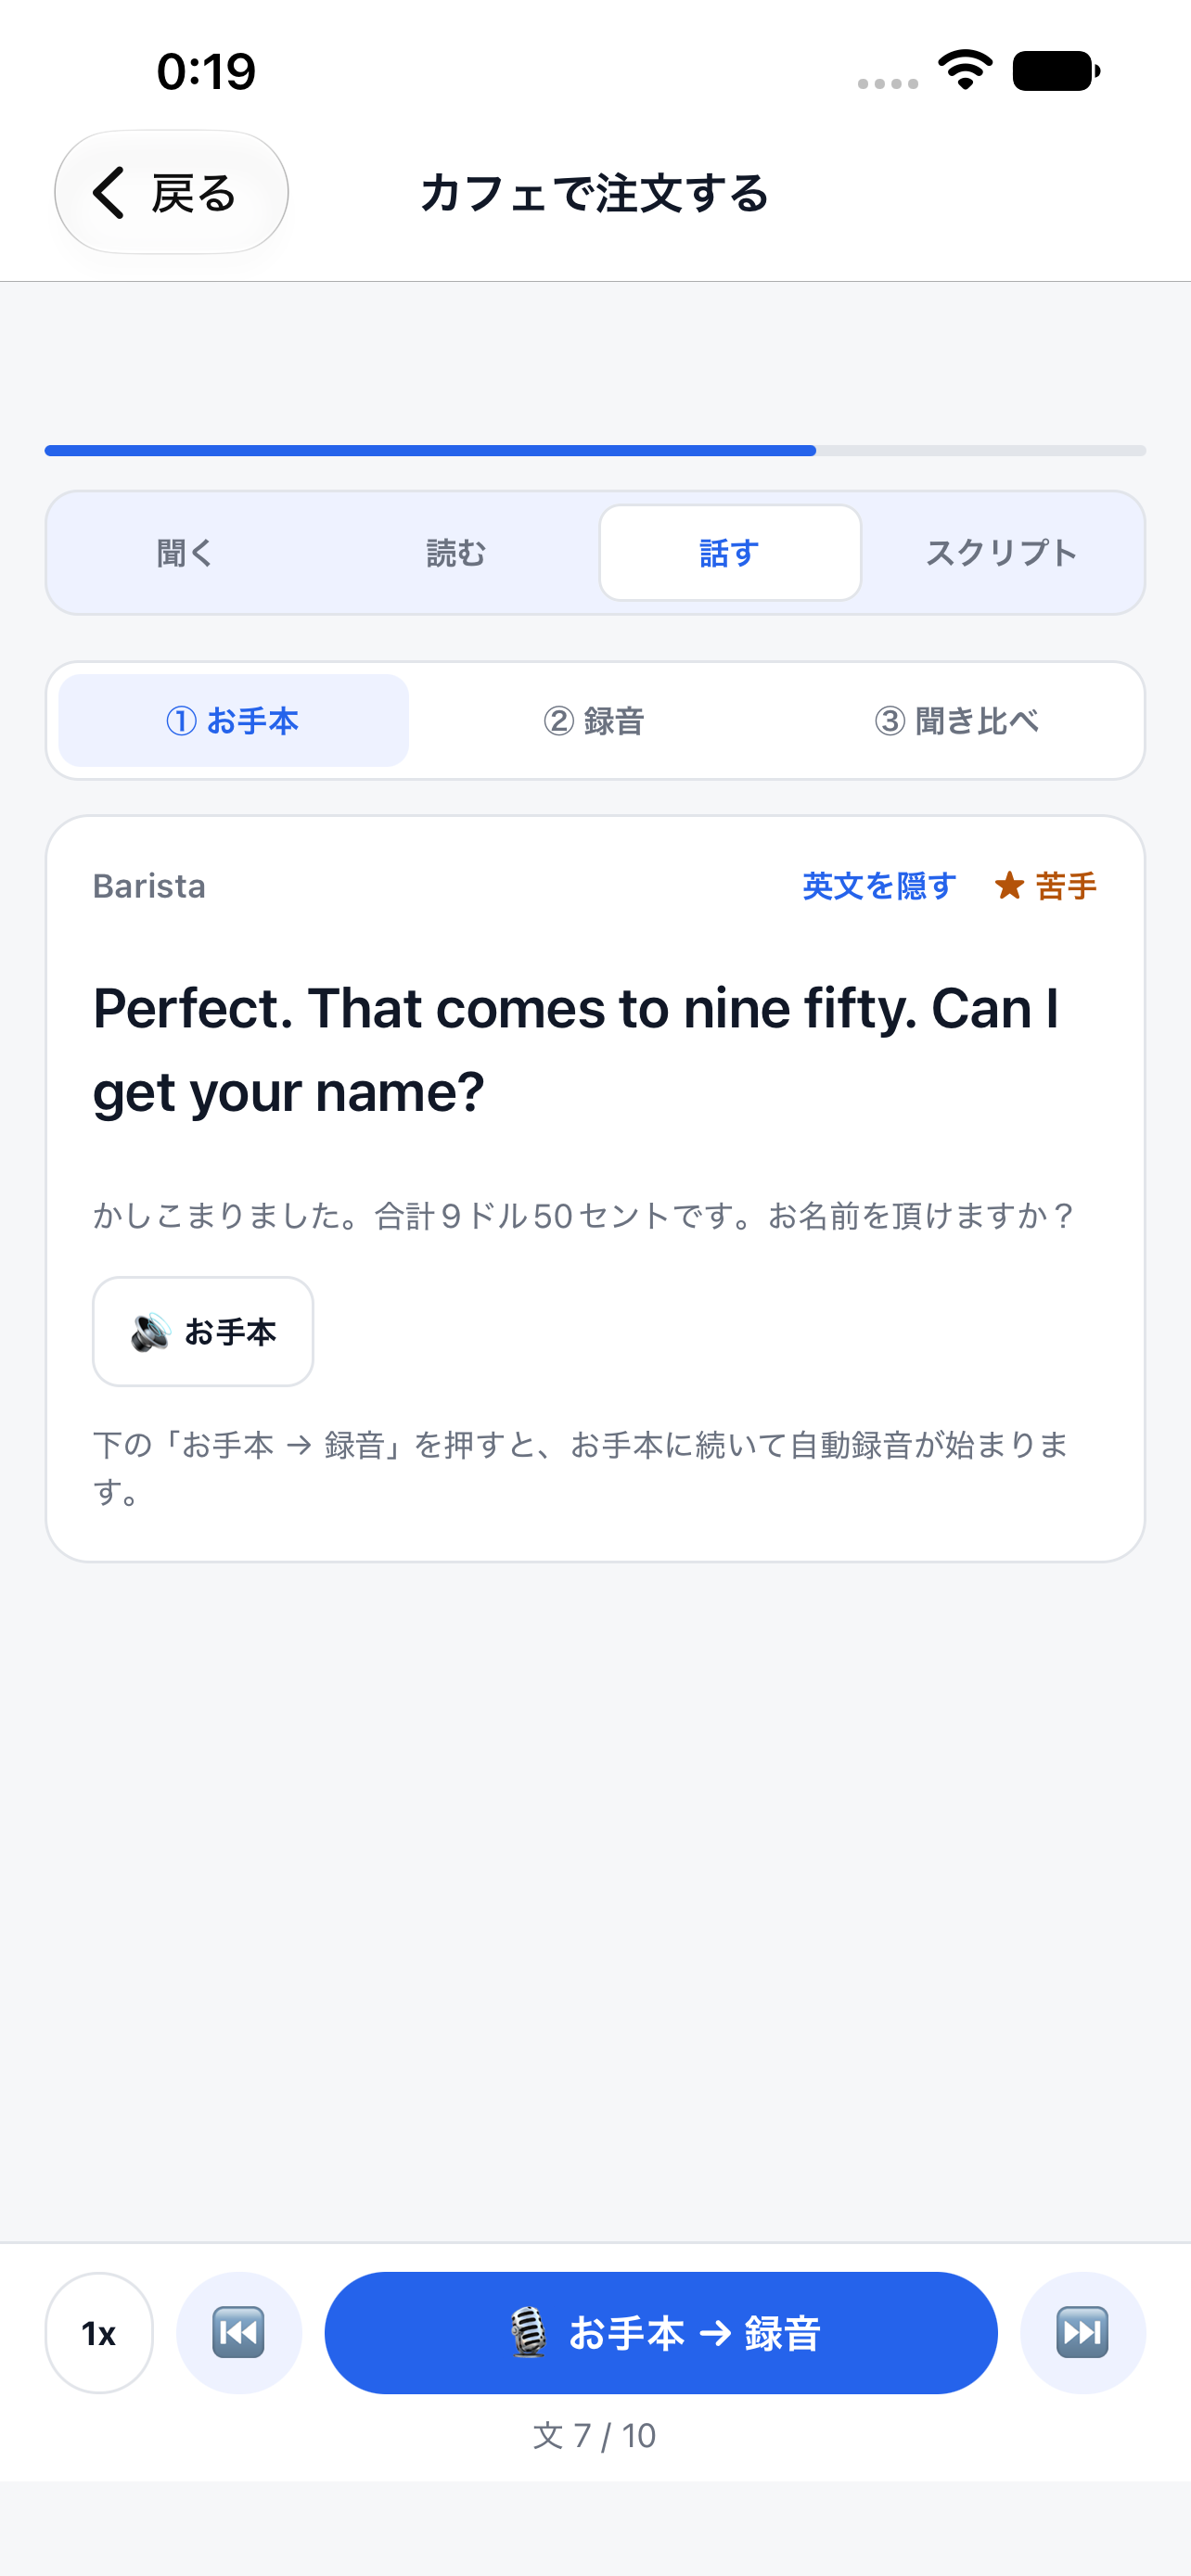 0:19
戻る
カフェで注文する
聞く 読む 話す スクリプト
① お手本 ② 録音 ③ 聞き比べ
Barista 英文を隠す ★ 苦手
Perfect. That comes to nine fifty. Can I
get your name?
かしこまりました。合計9ドル50セントです。お名前を頂けますか？
お手本
下の「お手本 → 録音」を押すと、お手本に続いて自動録音が始まりま
す。
1x お手本 → 録音
文 7 / 10